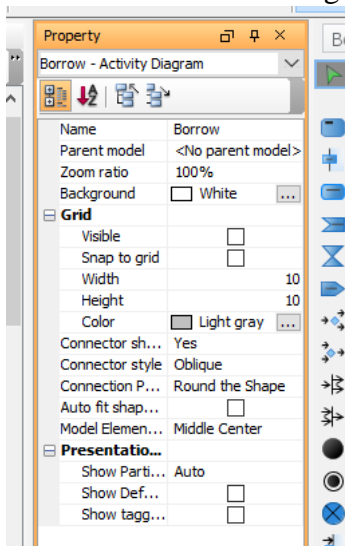 Property
Be
Borrow - Activity Diagram
Name Borrow
Parent model <No parent model>
Zoom ratio 100%
Background White ...
Grid
Visible
Snap to grid
Width 10
Height 10
Color Light gray ...
Connector sh... Yes
Connector style Oblique
Connection P... Round the Shape
Auto fit shap...
Model Elemen... Middle Center
Presentatio...
Show Parti... Auto
Show Def...
Show tagg...